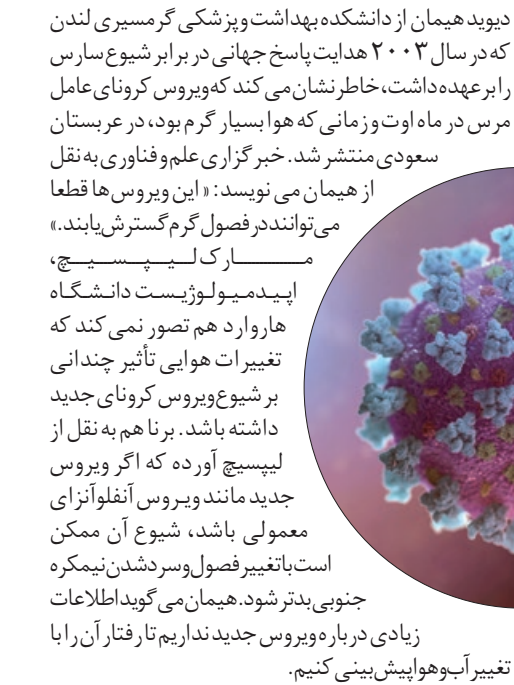 دیوید هیمان از دانشکده بهداشت و پزشکی گرمسیری لندن
که در سال ۲۰۰۳ هدایت پاسخ جهانی در برابر شیوع سارس
را بر عهده داشت، خاطرنشان می کند که ویروس کرونای عامل
مرس در ماه اوت و زمانی که هوا بسیار گرم بود، در عربستان
سعودی منتشر شد. خبرگزاری علم و فناوری به نقل
از هیمان می نویسد: «این ویروس ها قطعا
می توانند در فصول گرم گسترش یابند.»
مــــــارک لــیــپــســیــچ،
اپـیـدمـیـولـوژیـست دانـشـگـاه
هاروارد هم تصور نمی کند که
تغییرات هوایی تأثیر چندانی
بر شیوع ویروس کرونای جدید
داشته باشد. برنا هم به نقل از
لیپسیچ آورده که اگر ویروس
جدید مانند ویـروس آنفلوآنزای
معمولی باشد، شیوع آن ممکن
است با تغییر فصول و سرد شدن نیمکره
جنوبی بدتر شود. هیمان می گوید اطلاعات
زیادی درباره ویروس جدید نداریم تا رفتار آن را با
تغییر آب و هوا پیش بینی کنیم.